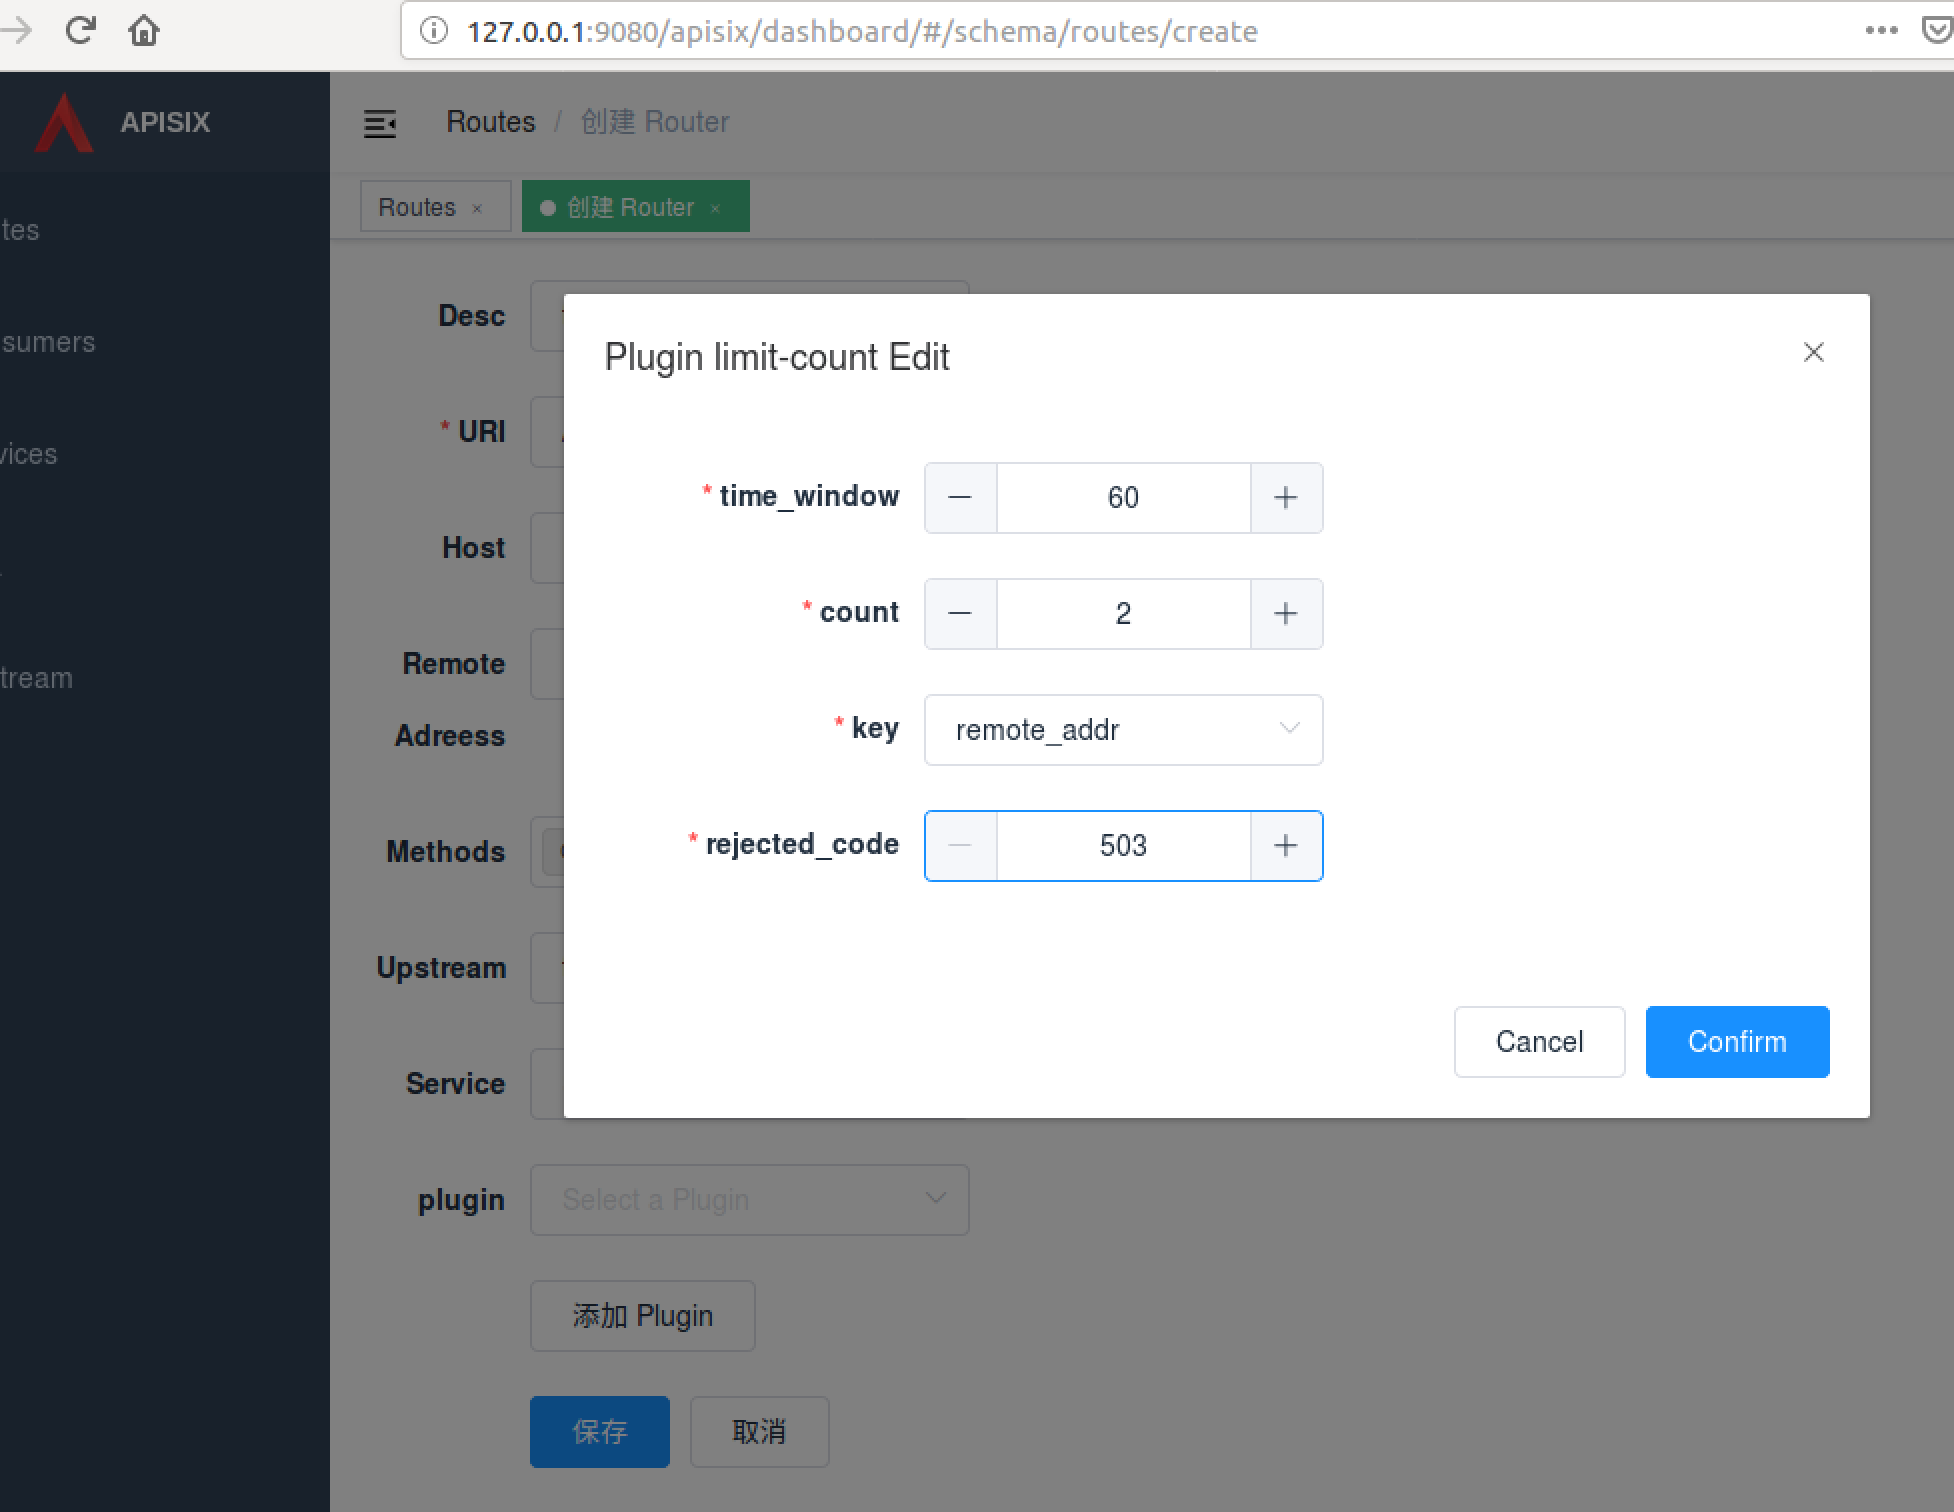 127.0.0.1:9080/apisix/dashboard/#/schema/routes/create
APISIX
Routes / 创建 Router
Routes ×
创建 Router ×
tes
sumers
vices
tream
Desc
* URI
Host
Remote
Adreess
Methods
Upstream
Service
plugin
Select a Plugin
添加 Plugin
保存
取消
Plugin limit-count Edit
* time_window
60
* count
2
* key
remote_addr
* rejected_code
503
Cancel
Confirm